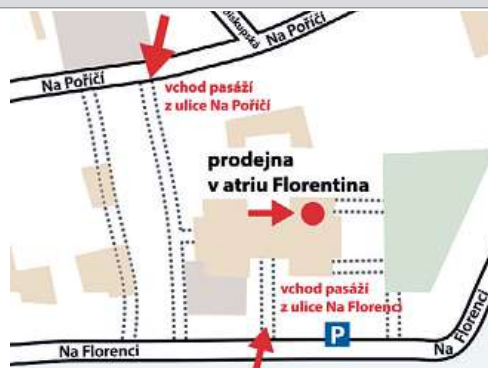 Biskupská
Na Poříčí
Na Poříčí
vchod pasáží
z ulice Na Poříčí
prodejna
v atriu Florentina
vchod pasáží
z ulice Na Florenci
P
Na Florenci
Na Florenci